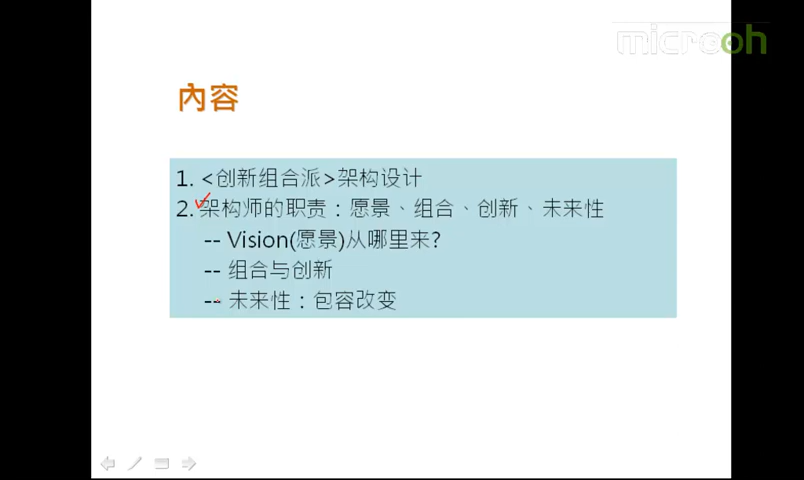 microoh
內容
1. <创新组合派>架构设计
2. 架构师的职责：愿景、组合、创新、未来性
-- Vision(愿景)从哪里来?
-- 组合与创新
-- 未来性：包容改变